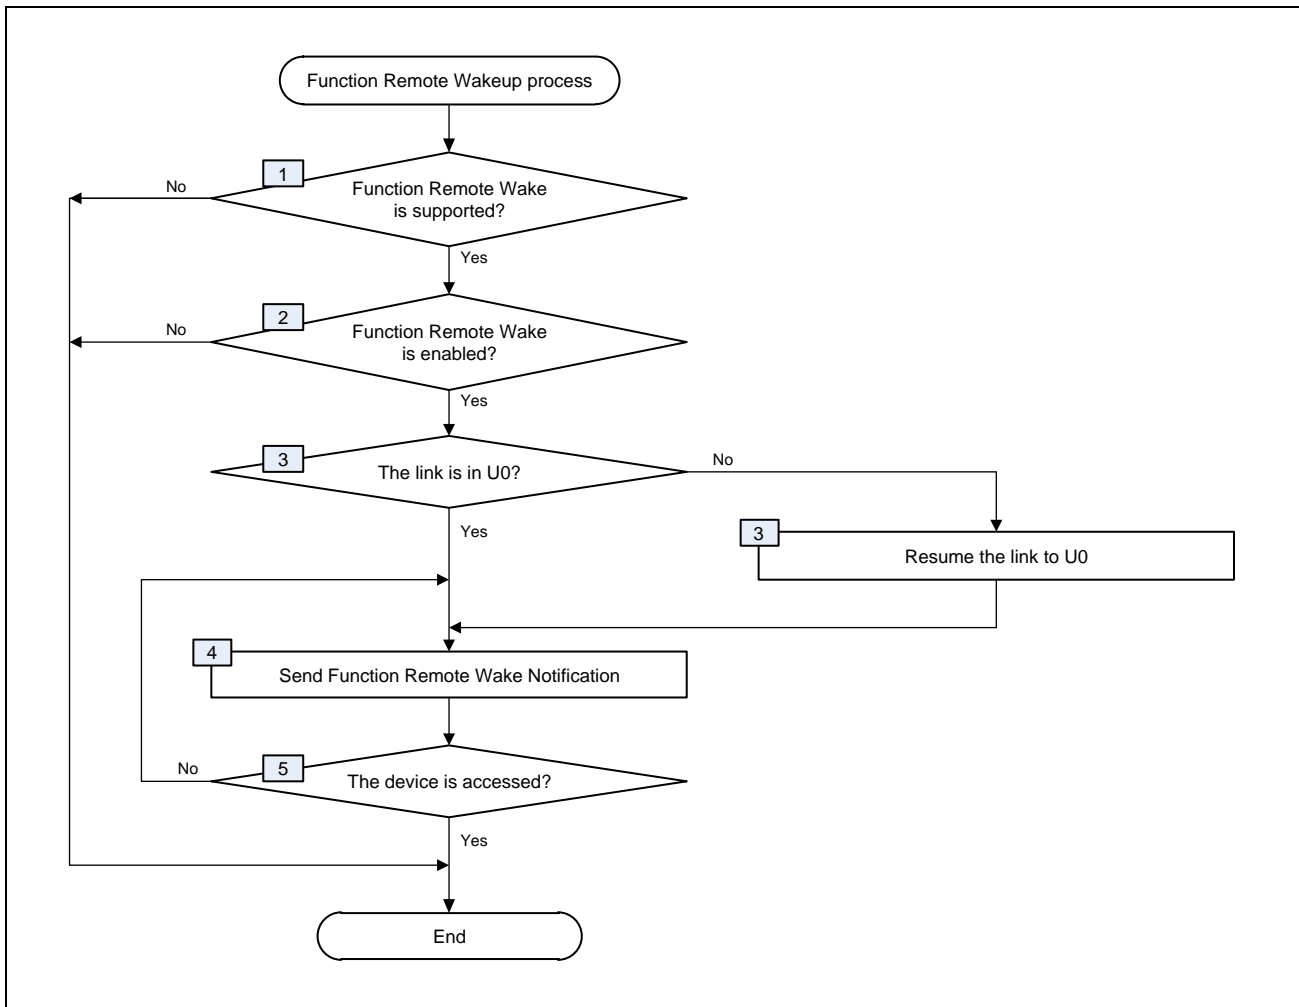 Function Remote Wakeup process
1
Function Remote Wake
is supported?
No
Yes
2
Function Remote Wake
is enabled?
No
Yes
3
The link is in U0?
No
Yes
3
Resume the link to U0
4
Send Function Remote Wake Notification
5
The device is accessed?
No
Yes
End